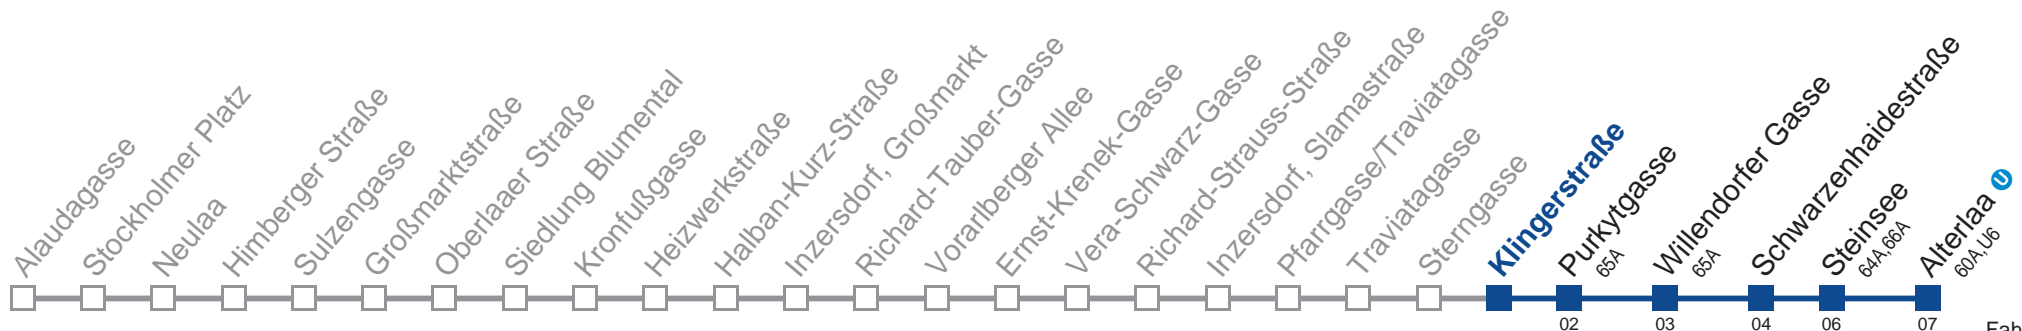 Alaudagasse
Stockholmer Platz
Neulaa
Himberger Straße
Sulzengasse
Großmarktstraße
Oberlaaer Straße
Siedlung Blumental
Kronfußgasse
Heizwerkstraße
Halban-Kurz-Straße
Inzersdorf, Großmarkt
Richard-Tauber-Gasse
Vorarlberger Allee
Ernst-Krenek-Gasse
Vera-Schwarz-Gasse
Richard-Strauss-Straße
Inzersdorf, Slamastraße
Pfarrgasse/Traviatagasse
Traviatagasse
Sterngasse
Klingerstraße
Purkytgasse
65A
Willendorfer Gasse
65A
Schwarzenhaidestraße
Steinsee
64A,66A
Alterlaa U
60A,U6
02 03 04 06 07
Fah